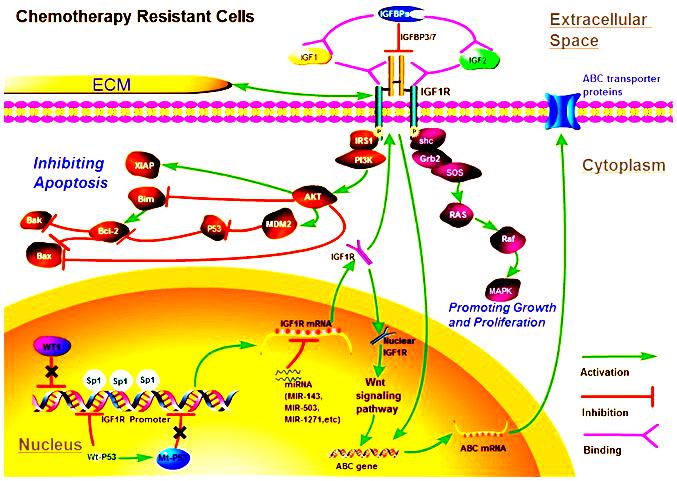 Chemotherapy Resistant Cells
Extracellular
Space
IGFBPs
IGFBP3/7
IGF1
IGF2
ECM
IGF1R
ABC transporter
proteins
P
P
IRS1
PI3K
shc
Grb2
SOS
RAS
Raf
MAPK
Cytoplasm
Inhibiting
Apoptosis
XIAP
Bim
AKT
Bak
Bcl-2
P53
MDM2
Bax
IGF1R
Promoting Growth
and Proliferation
IGF1R mRNA
Nuclear
IGF1R
WT1
Sp1
Sp1
Sp1
miRNA
(MIR-143,
MIR-503,
MIR-1271,etc)
Wnt
signaling
pathway
IGF1R Promoter
Nucleus
Wt-P53
Mt-P53
ABC gene
ABC mRNA
Activation
Inhibition
Binding